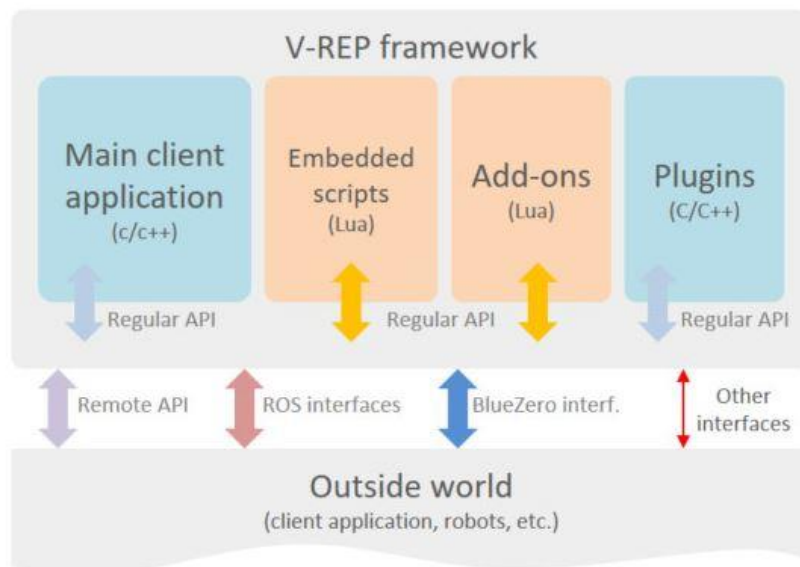 V-REP framework
Main client
application
(c/c++)
Embedded
scripts
(Lua)
Add-ons
(Lua)
Plugins
(C/C++)
Regular API
Regular API
Regular API
Remote API
ROS interfaces
BlueZero interf.
Other
interfaces
Outside world
(client application, robots, etc.)